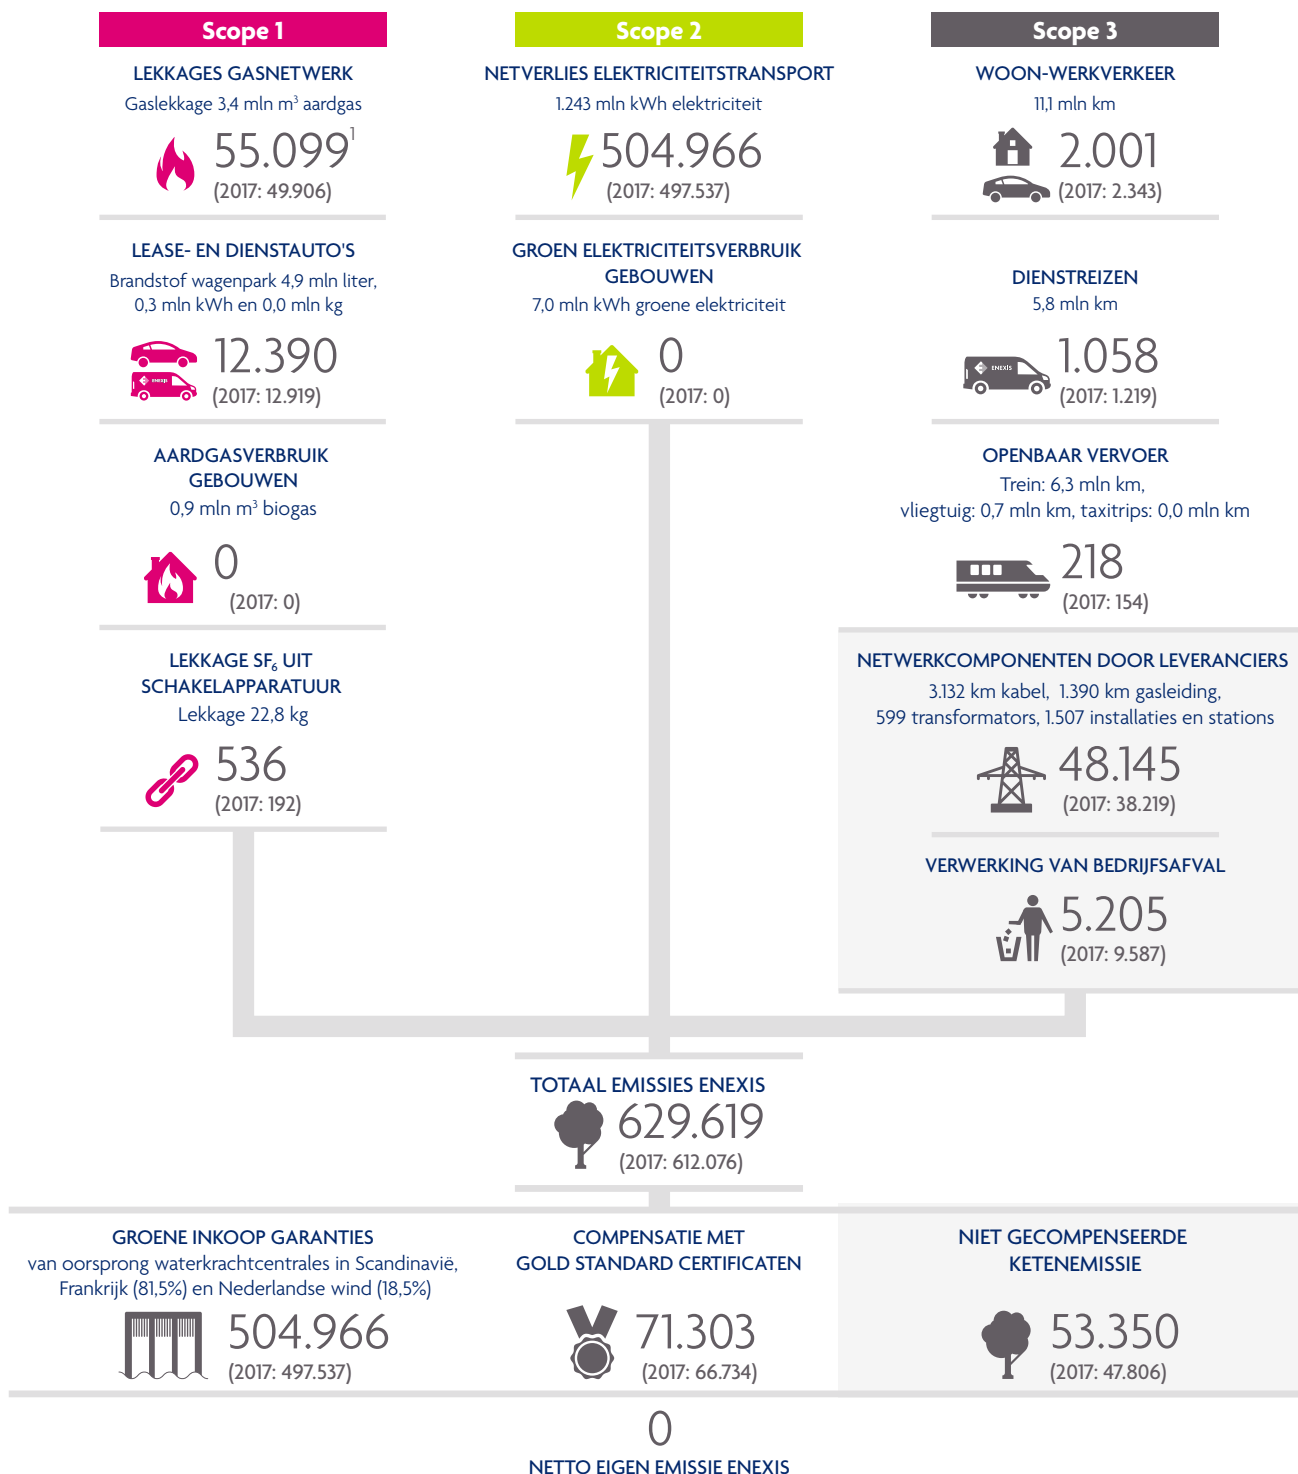 Scope 1
LEKKAGES GASNETWERK
Gaslekkage 3,4 mln m³ aardgas
55.099¹
(2017: 49.906)
LEASE- EN DIENSTAUTO'S
Brandstof wagenpark 4,9 mln liter,
0,3 mln kWh en 0,0 mln kg
ENEXIS
12.390
(2017: 12.919)
AARDGASVERBRUIK
GEBOUWEN
0,9 mln m³ biogas
0
(2017: 0)
LEKKAGE SF₆ UIT
SCHAKELAPPARATUUR
Lekkage 22,8 kg
536
(2017: 192)
Scope 2
NETVERLIES ELEKTRICITEITSTRANSPORT
1.243 mln kWh elektriciteit
504.966
(2017: 497.537)
GROEN ELEKTRICITEITSVERBRUIK
GEBOUWEN
7,0 mln kWh groene elektriciteit
0
(2017: 0)
Scope 3
WOON-WERKVERKEER
11,1 mln km
2.001
(2017: 2.343)
DIENSTREIZEN
5,8 mln km
ENEXIS
1.058
(2017: 1.219)
OPENBAAR VERVOER
Trein: 6,3 mln km,
vliegtuig: 0,7 mln km, taxitrips: 0,0 mln km
218
(2017: 154)
NETWERKCOMPONENTEN DOOR LEVERANCIERS
3.132 km kabel, 1.390 km gasleiding,
599 transformators, 1.507 installaties en stations
48.145
(2017: 38.219)
VERWERKING VAN BEDRIJFSAFVAL
5.205
(2017: 9.587)
TOTAAL EMISSIES ENEXIS
629.619
(2017: 612.076)
GROENE INKOOP GARANTIES
van oorsprong waterkrachtcentrales in Scandinavië,
Frankrijk (81,5%) en Nederlandse wind (18,5%)
504.966
(2017: 497.537)
COMPENSATIE MET
GOLD STANDARD CERTIFICATEN
71.303
(2017: 66.734)
NIET GECOMPENSEERDE
KETENEMISSIE
53.350
(2017: 47.806)
0
NETTO EIGEN EMISSIE ENEXIS